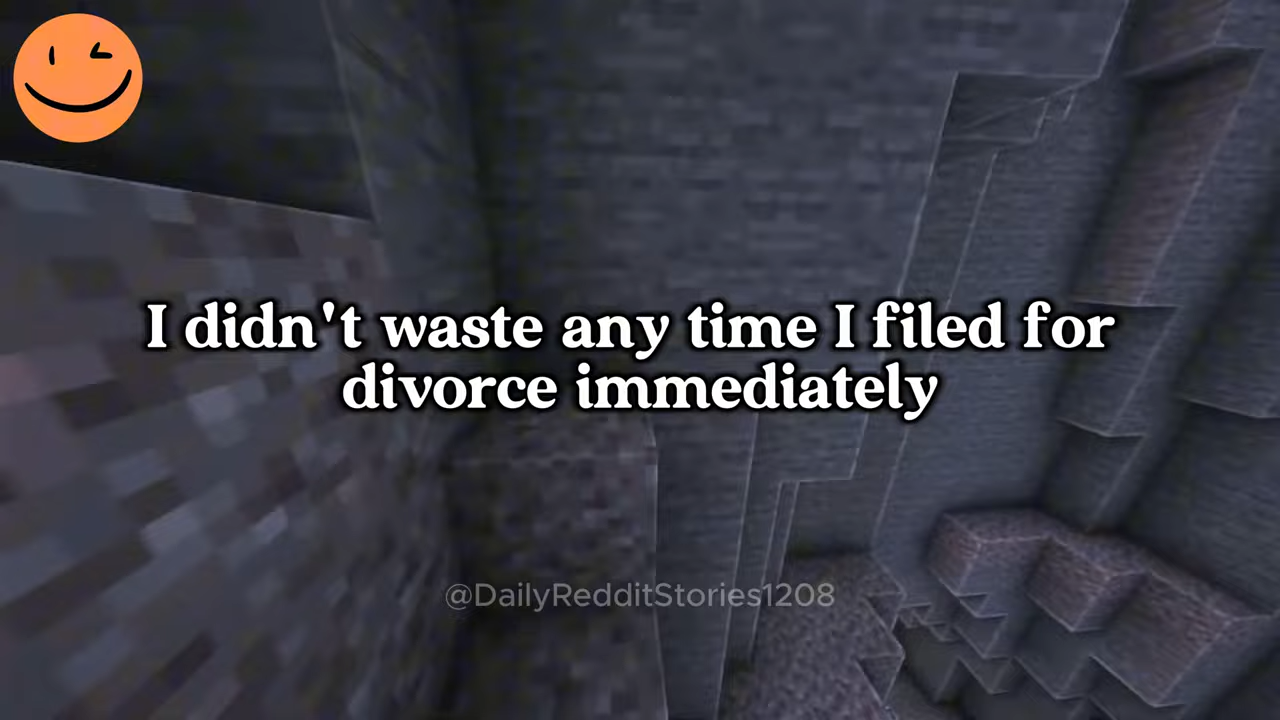 I didn't waste any time I filed for
divorce immediately
@DailyRedditStories1208